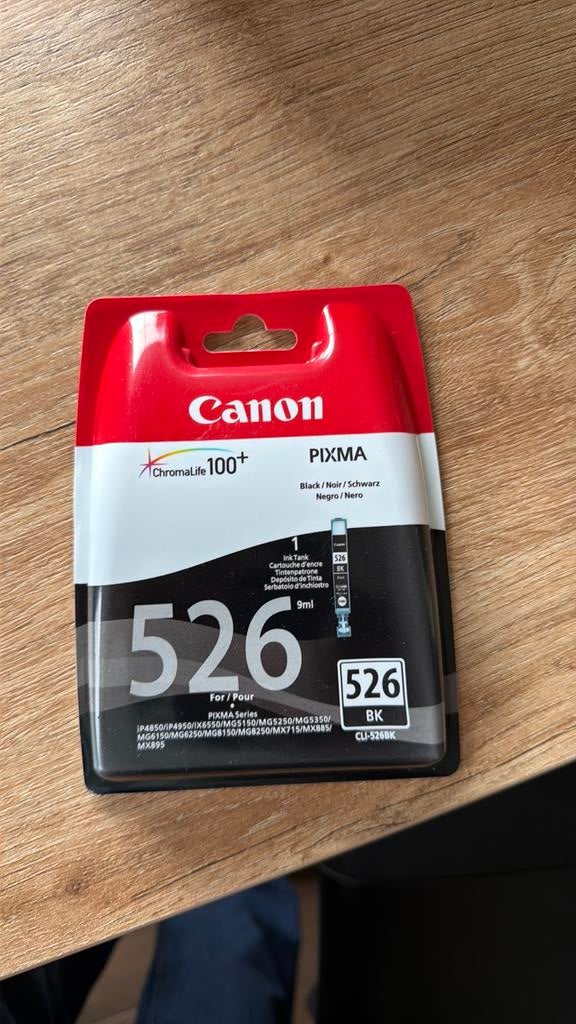 Canon
ChromaLife 100+
PIXMA
Black / Noir / Schwarz
Negro / Nero
1
Ink Tank
Cartouche d'encre
Tintenpatrone
Depósito de Tinta
Serbatoio d'inchiostro
9ml
Canon
526
BK
526
For / Pour
PIXMA Series
iP4850/iP4950/iX6550/MG5150/MG5250/MG5350/
MG6150/MG6250/MG8150/MG8250/MX715/MX885/
MX895
526
BK
CLI-526BK